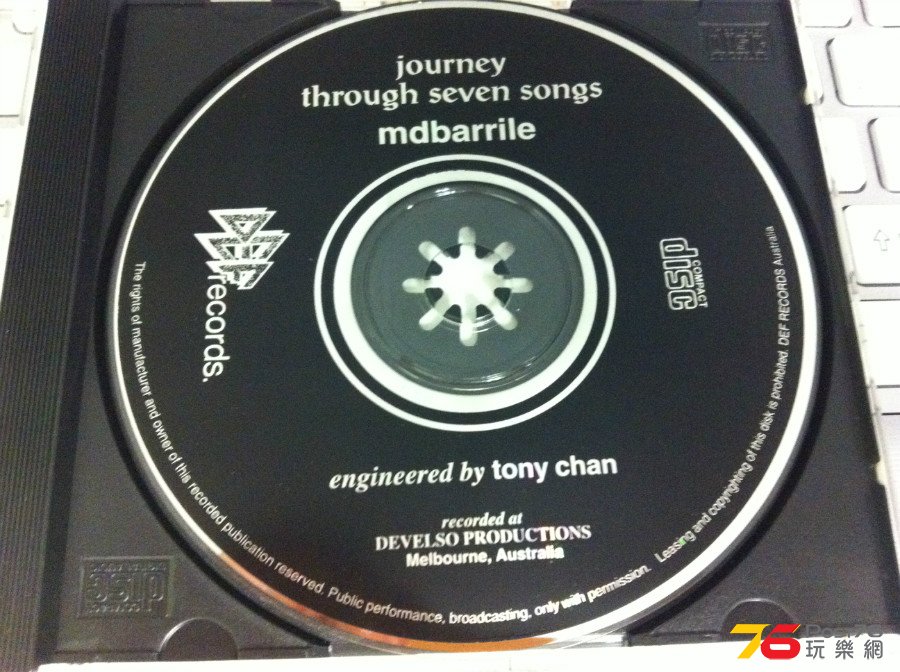 journey
through seven songs
mdbarrile
DEF
records.
COMPACT
disc
engineered by tony chan
recorded at
DEVELSO PRODUCTIONS
Melbourne, Australia
The rights of manufacturer and owner of this recorded publication reserved. Public performance, broadcasting, only with permission. Leasing and copyrighting of this disk is prohibited. DEF RECORDS Australia
disc
76
玩樂網